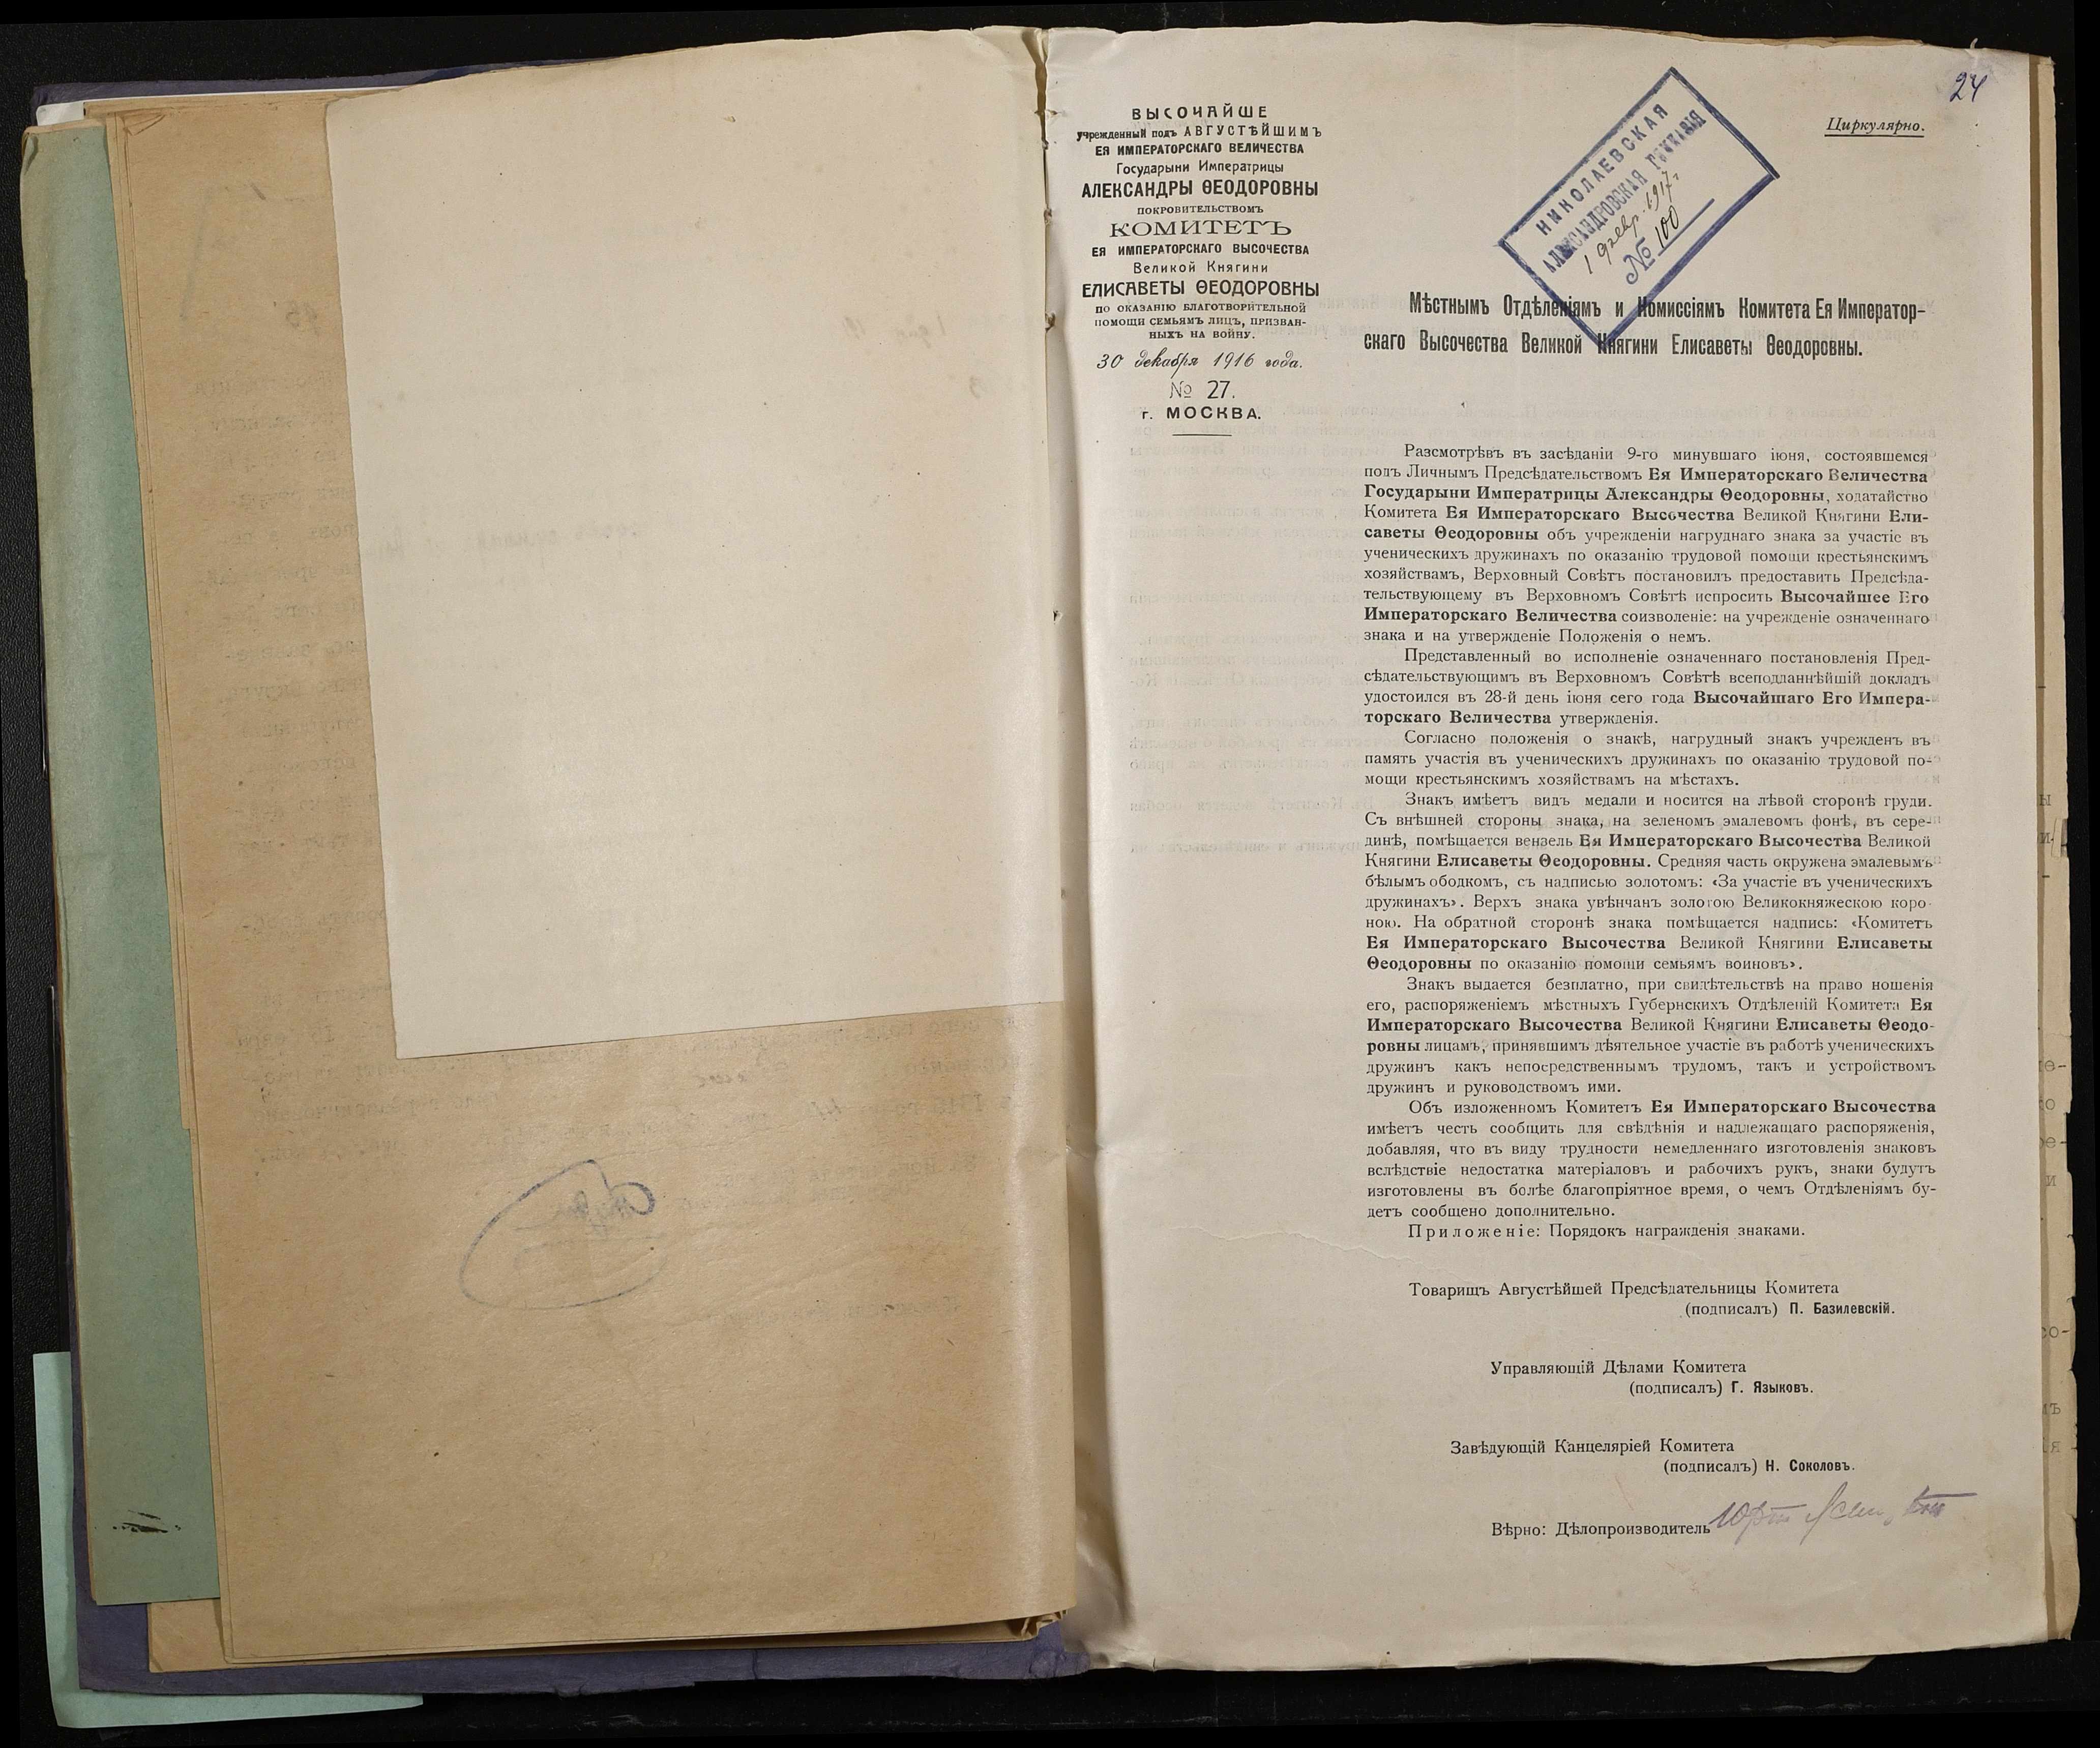 24
Циркулярно.
ВЫСОЧАЙШЕ
учрежденный подъ АВГУСТѢЙШИМЪ
ЕЯ ИМПЕРАТОРСКАГО ВЕЛИЧЕСТВА
Государыни Императрицы
АЛЕКСАНДРЫ ѲЕОДОРОВНЫ
ПОКРОВИТЕЛЬСТВОМЪ
КОМИТЕТЪ
ЕЯ ИМПЕРАТОРСКАГО ВЫСОЧЕСТВА
Великой Княгини
ЕЛИСАВЕТЫ ѲЕОДОРОВНЫ
ПО ОКАЗАНІЮ БЛАГОТВОРИТЕЛЬНОЙ
ПОМОЩИ СЕМЬЯМЪ ЛИЦЪ, ПРИЗВАН-
НЫХЪ НА ВОЙНУ.
30 декабря 1916 года.
№ 27.
г. МОСКВА.
НИКОЛАЕВСКАЯ
АЛЕКСАНДРОВСКАЯ ГИМНАЗІЯ
1 февр. 1917 г.
№ 100
Мѣстнымъ Отдѣленіямъ и Комиссіямъ Комитета Ея Император-
скаго Высочества Великой Княгини Елисаветы Ѳеодоровны.
Разсмотрѣвъ въ засѣданіи 9-го минувшаго іюня, состоявшемся
подъ Личнымъ Предсѣдательствомъ Ея Императорскаго Величества
Государыни Императрицы Александры Ѳеодоровны, ходатайство
Комитета Ея Императорскаго Высочества Великой Княгини Ели-
саветы Ѳеодоровны объ учрежденіи нагруднаго знака за участіе въ
ученическихъ дружинахъ по оказанію трудовой помощи крестьянскимъ
хозяйствамъ, Верховный Совѣтъ постановилъ предоставить Предсѣда-
тельствующему въ Верховномъ Совѣтѣ испросить Высочайшее Его
Императорскаго Величества соизволеніе: на учрежденіе означеннаго
знака и на утвержденіе Положенія о немъ.
Представленный во исполненіе означеннаго постановленія Пред-
сѣдательствующимъ въ Верховномъ Совѣтѣ всеподданнѣйшій докладъ
удостоился въ 28-й день іюня сего года Высочайшаго Его Импера-
торскаго Величества утвержденія.
Согласно положенія о знакѣ, нагрудный знакъ учрежденъ въ
память участія въ ученическихъ дружинахъ по оказанію трудовой по-
мощи крестьянскимъ хозяйствамъ на мѣстахъ.
Знакъ имѣетъ видъ медали и носится на лѣвой сторонѣ груди.
Съ внѣшней стороны знака, на зеленомъ эмалевомъ фонѣ, въ сере-
динѣ, помѣщается вензель Ея Императорскаго Высочества Великой
Княгини Елисаветы Ѳеодоровны. Средняя часть окружена эмалевымъ
бѣлымъ ободкомъ, съ надписью золотомъ: «За участіе въ ученическихъ
дружинахъ». Верхъ знака увѣнчанъ золотою Великокняжескою коро-
ною. На обратной сторонѣ знака помѣщается надпись: «Комитетъ
Ея Императорскаго Высочества Великой Княгини Елисаветы
Ѳеодоровны по оказанію помощи семьямъ воиновъ».
Знакъ выдается безплатно, при свидѣтельствѣ на право ношенія
его, распоряженіемъ мѣстныхъ Губернскихъ Отдѣленій Комитета Ея
Императорскаго Высочества Великой Княгини Елисаветы Ѳеодо-
ровны лицамъ, принявшимъ дѣятельное участіе въ работѣ ученическихъ
дружинъ какъ непосредственнымъ трудомъ, такъ и устройствомъ
дружинъ и руководствомъ ими.
Объ изложенномъ Комитетъ Ея Императорскаго Высочества
имѣетъ честь сообщить для свѣдѣнія и надлежащаго распоряженія,
добавляя, что въ виду трудности немедленнаго изготовленія знаковъ
вслѣдствіе недостатка матеріаловъ и рабочихъ рукъ, знаки будутъ
изготовлены въ болѣе благопріятное время, о чемъ Отдѣленіямъ бу-
детъ сообщено дополнительно.
Приложеніе: Порядокъ награжденія знаками.
Товарищъ Августѣйшей Предсѣдательницы Комитета
(подписалъ) П. Базилевскій.
Управляющій Дѣлами Комитета
(подписалъ) Г. Языковъ.
Завѣдующій Канцеляріей Комитета
(подписалъ) Н. Соколовъ.
Вѣрно: Дѣлопроизводитель